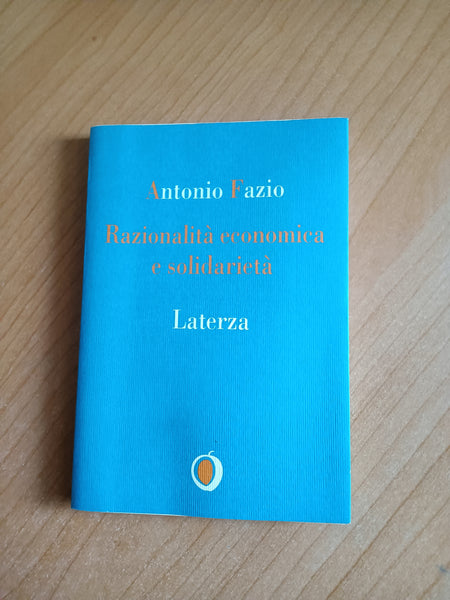 Antonio Fazio
Razionalità economica
e solidarietà
Laterza